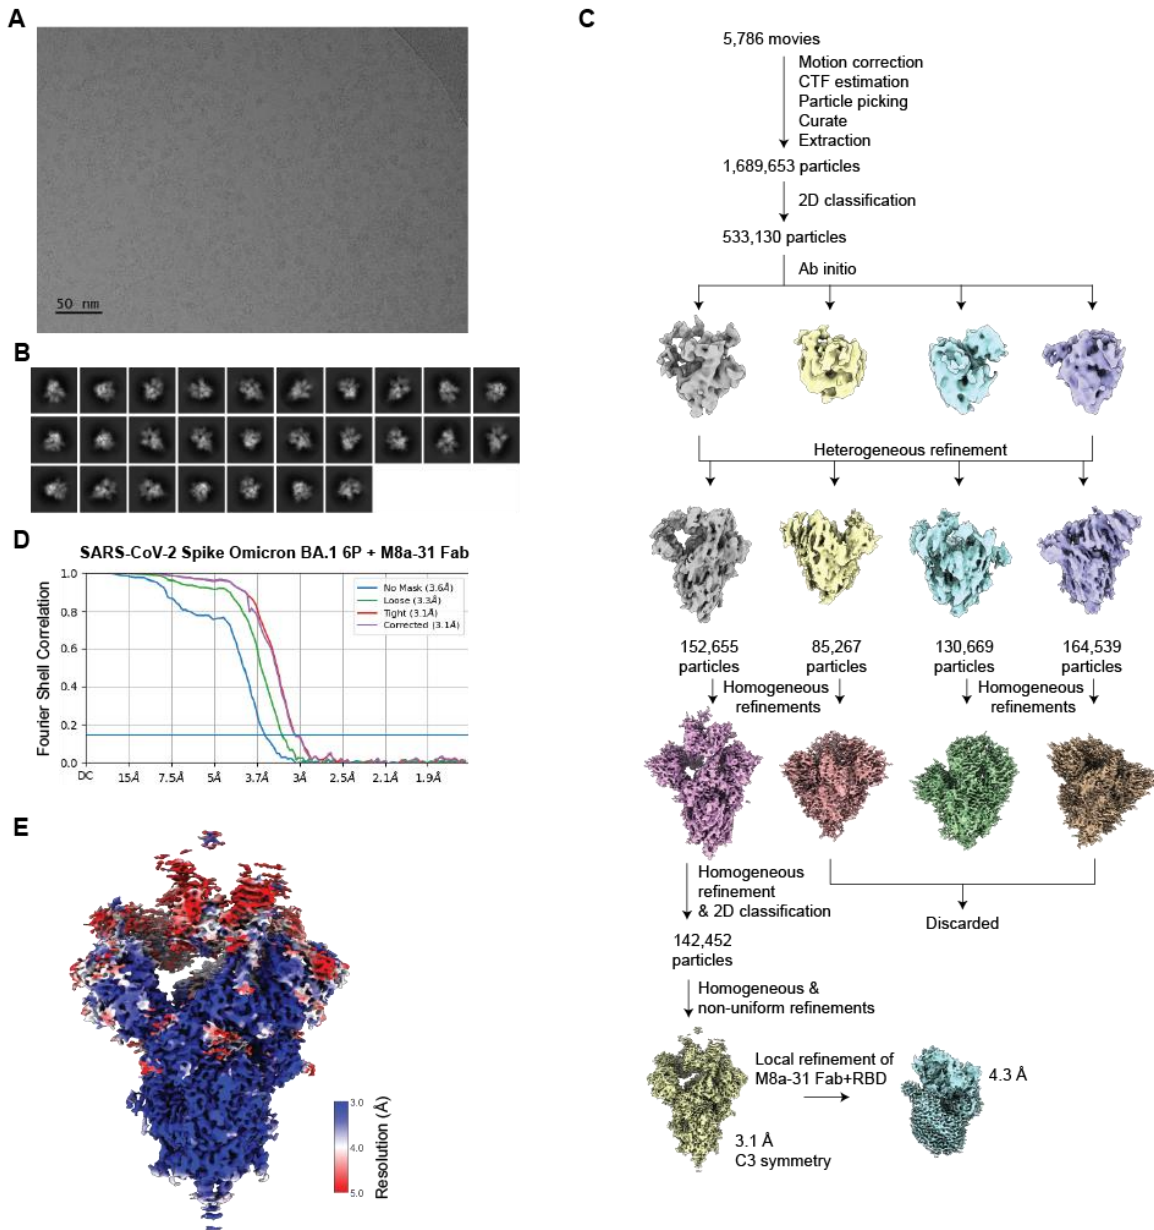 A
50 nm
B
C
5,786 movies
Motion correction
CTF estimation
Particle picking
Curate
Extraction
1,689,653 particles
2D classification
533,130 particles
Ab initio
Heterogeneous refinement
152,655
particles
85,267
particles
130,669
particles
164,539
particles
Homogeneous
refinements
Homogeneous
refinements
Homogeneous
refinement
& 2D classification
Discarded
142,452
particles
Homogeneous &
non-uniform refinements
Local refinement of
M8a-31 Fab+RBD
4.3 Å
3.1 Å
C3 symmetry
D
SARS-CoV-2 Spike Omicron BA.1 6P + M8a-31 Fab
Fourier Shell Correlation
1.0
0.8
0.6
0.4
0.2
0.0
No Mask (3.6Å)
Loose (3.3Å)
Tight (3.1Å)
Corrected (3.1Å)
DC
15Å
7.5Å
5Å
3.7Å
3Å
2.5Å
2.1Å
1.9Å
E
3.0
4.0
5.0
Resolution (Å)